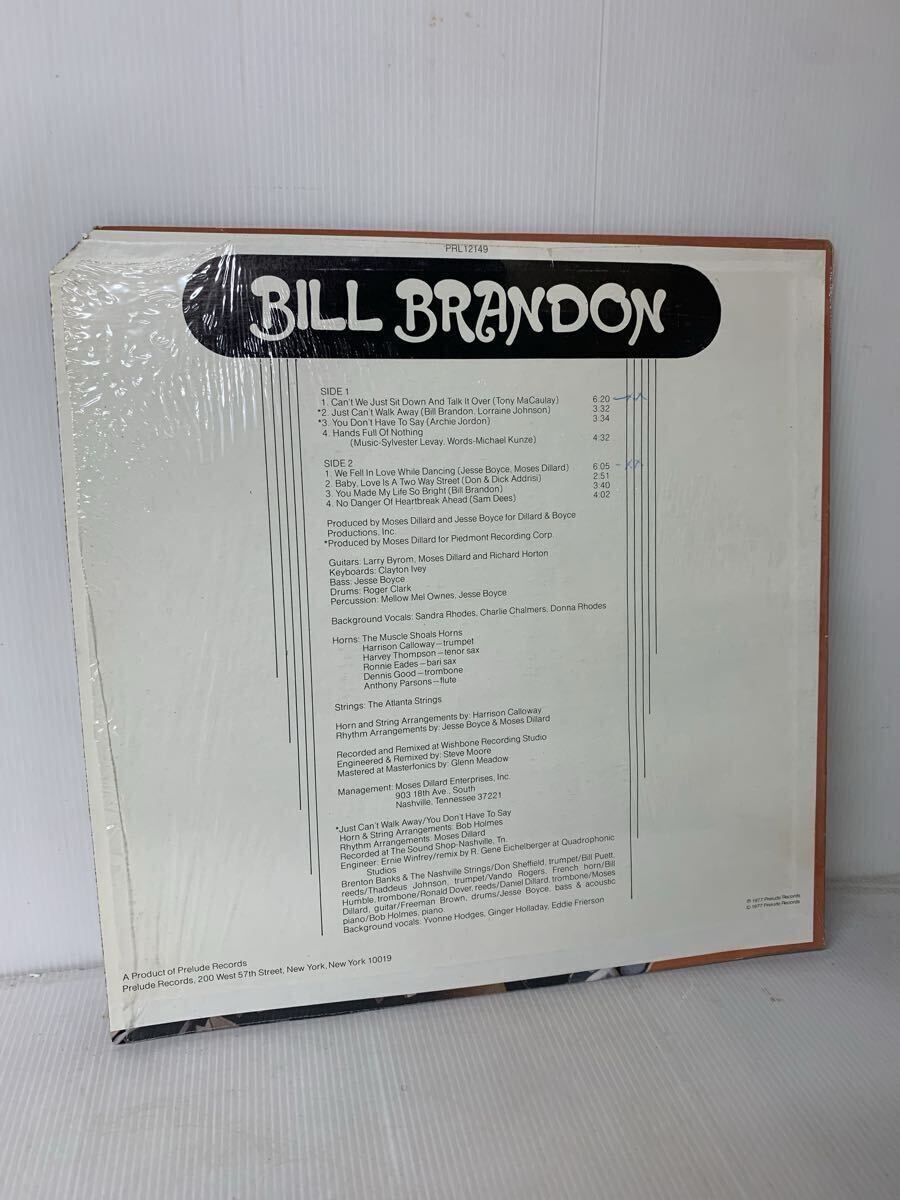 PRL12149
BILL BRANDON
SIDE 1
1. Can't We Just Sit Down And Talk It Over (Tony MaCaulay) 6:20
*2. Just Can't Walk Away (Bill Brandon, Lorraine Johnson) 3:32
*3. You Don't Have To Say (Archie Jordon) 3:34
4. Hands Full Of Nothing
(Music-Sylvester Levay, Words-Michael Kunze) 4:32
SIDE 2
1. We Fell In Love While Dancing (Jesse Boyce, Moses Dillard) 6:05
2. Baby, Love Is A Two Way Street (Don & Dick Addrisi) 2:51
3. You Made My Life So Bright (Bill Brandon) 3:40
4. No Danger Of Heartbreak Ahead (Sam Dees) 4:02
Produced by Moses Dillard and Jesse Boyce for Dillard & Boyce
Productions, Inc.
*Produced by Moses Dillard for Piedmont Recording Corp.
Guitars: Larry Byrom, Moses Dillard and Richard Horton
Keyboards: Clayton Ivey
Bass: Jesse Boyce
Drums: Roger Clark
Percussion: Mellow Mel Ownes, Jesse Boyce
Background Vocals: Sandra Rhodes, Charlie Chalmers, Donna Rhodes
Horns: The Muscle Shoals Horns
Harrison Calloway—trumpet
Harvey Thompson—tenor sax
Ronnie Eades—bari sax
Dennis Good—trombone
Anthony Parsons—flute
Strings: The Atlanta Strings
Horn and String Arrangements by: Harrison Calloway
Rhythm Arrangements by: Jesse Boyce & Moses Dillard
Recorded and Remixed at Wishbone Recording Studio
Engineered & Remixed by: Steve Moore
Mastered at Masterfonics by: Glenn Meadow
Management: Moses Dillard Enterprises, Inc.
903 18th Ave., South
Nashville, Tennessee 37221
*Just Can't Walk Away/You Don't Have To Say
Horn & String Arrangements: Bob Holmes
Rhythm Arrangements: Moses Dillard
Recorded at The Sound Shop-Nashville, Tn.
Engineer: Ernie Winfrey/remix by R. Gene Eichelberger at Quadrophonic
Studios
Brenton Banks & The Nashville Strings/Don Sheffield, trumpet/Bill Puett,
reeds/Thaddeus Johnson, trumpet/Vando Rogers, French horn/Bill
Humble, trombone/Ronald Dover, reeds/Daniel Dillard, trombone/Moses
Dillard, guitar/Freeman Brown, drums/Jesse Boyce, bass & acoustic
piano/Bob Holmes, piano
Background vocals: Yvonne Hodges, Ginger Holladay, Eddie Frierson
℗ 1977 Prelude Records
© 1977 Prelude Records
A Product of Prelude Records
Prelude Records, 200 West 57th Street, New York, New York 10019